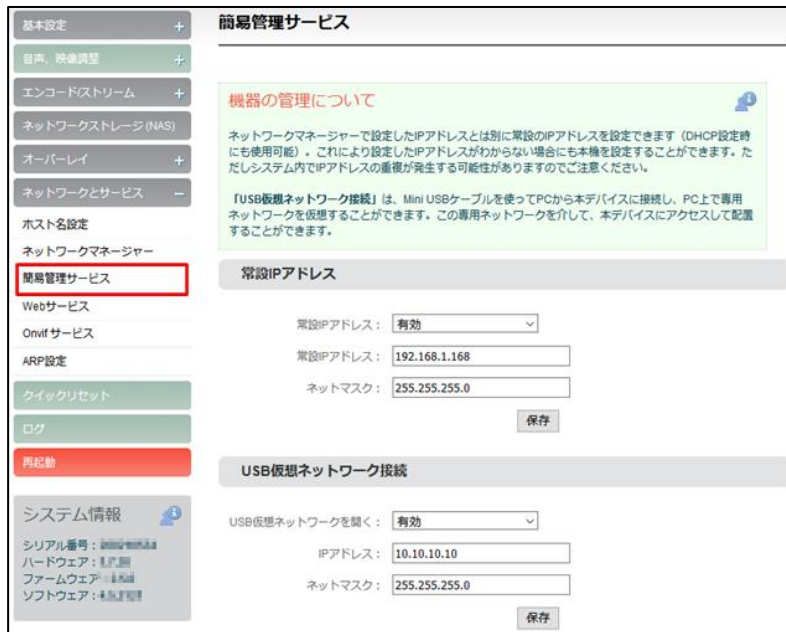 基本設定 +
音声、映像調整 +
エンコード/ストリーム +
ネットワークストレージ(NAS)
オーバーレイ +
ネットワークとサービス −
ホスト名設定
ネットワークマネージャー
簡易管理サービス
Webサービス
Onvif サービス
ARP設定
クイックリセット
ログ
再起動
システム情報
シリアル番号：
ハードウェア：
ファームウェア
ソフトウェア：
簡易管理サービス
機器の管理について
ネットワークマネージャーで設定したIPアドレスとは別に常設のIPアドレスを設定できます（DHCP設定時
にも使用可能）。これにより設定したIPアドレスがわからない場合にも本機を設定することができます。た
だしシステム内でIPアドレスの重複が発生する可能性がありますのでご注意ください。
「USB仮想ネットワーク接続」は、Mini USBケーブルを使ってPCから本デバイスに接続し、PC上で専用
ネットワークを仮想することができます。この専用ネットワークを介して、本デバイスにアクセスして配置
することができます。
常設IPアドレス
常設IPアドレス： 有効
常設IPアドレス： 192.168.1.168
ネットマスク： 255.255.255.0
保存
USB仮想ネットワーク接続
USB仮想ネットワークを開く： 有効
IPアドレス： 10.10.10.10
ネットマスク： 255.255.255.0
保存